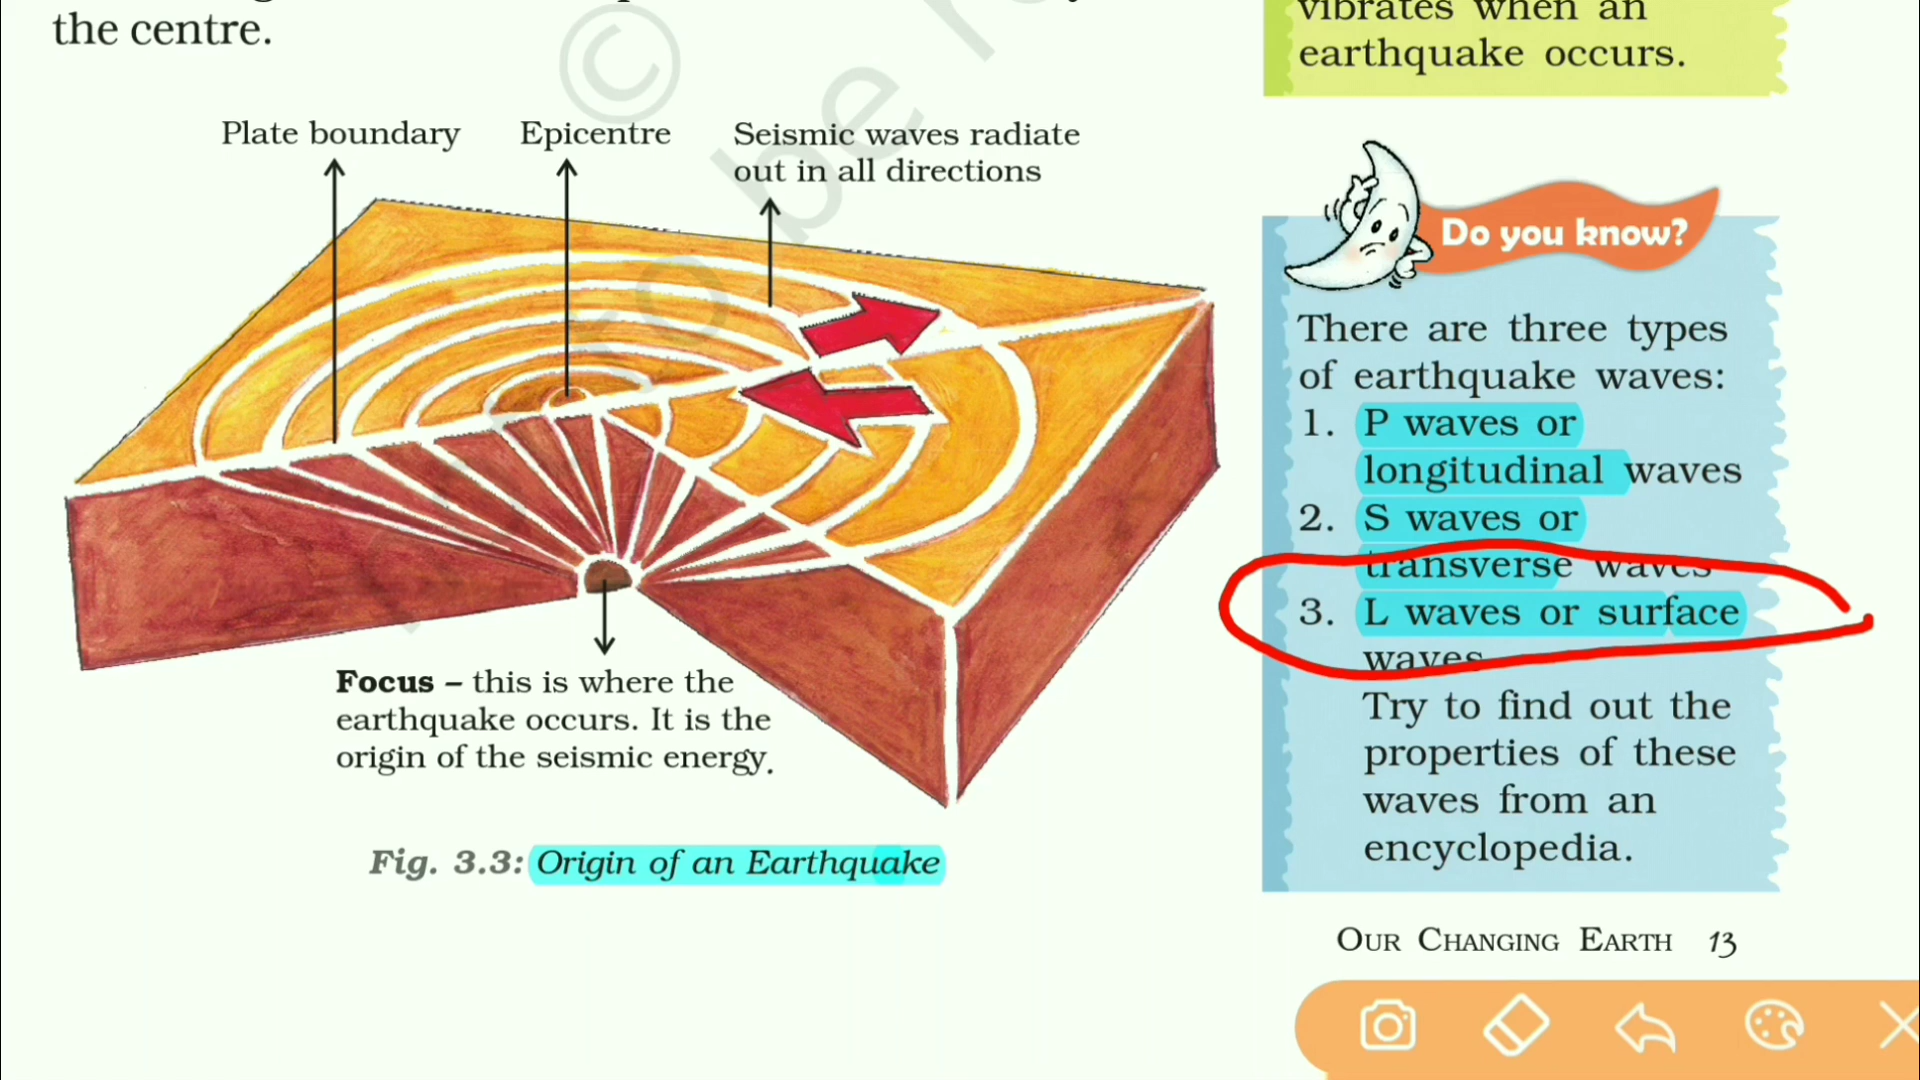 the centre.
Plate boundary
Epicentre
Seismic waves radiate
out in all directions
Focus – this is where the
earthquake occurs. It is the
origin of the seismic energy.
Fig. 3.3: Origin of an Earthquake
vibrates when an
earthquake occurs.
Do you know?
There are three types
of earthquake waves:
1. P waves or
longitudinal waves
2. S waves or
transverse waves
3. L waves or surface
waves
Try to find out the
properties of these
waves from an
encyclopedia.
OUR CHANGING EARTH 13
©
be re